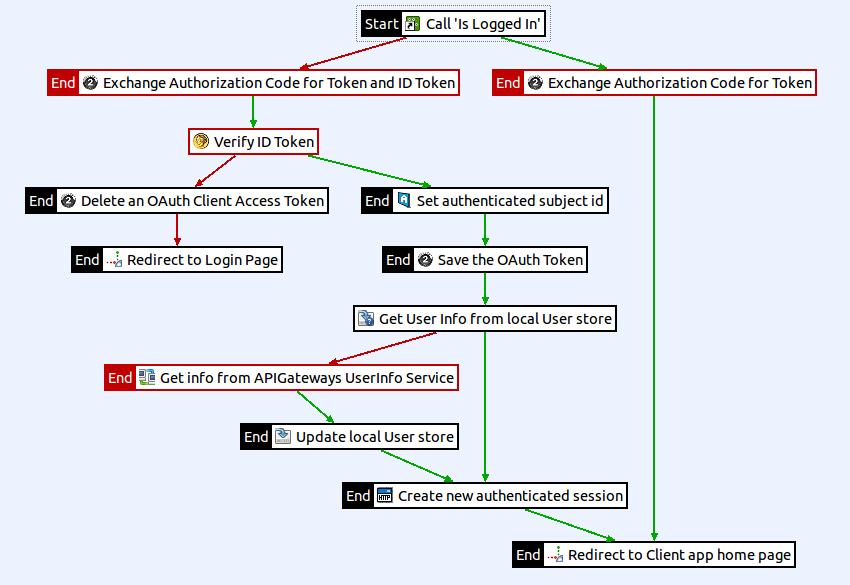 Start Call 'Is Logged In'
End Exchange Authorization Code for Token and ID Token
End Exchange Authorization Code for Token
Verify ID Token
End Delete an OAuth Client Access Token
End Set authenticated subject id
End Redirect to Login Page
End Save the OAuth Token
Get User Info from local User store
End Get info from APIGateways UserInfo Service
End Update local User store
End Create new authenticated session
End Redirect to Client app home page